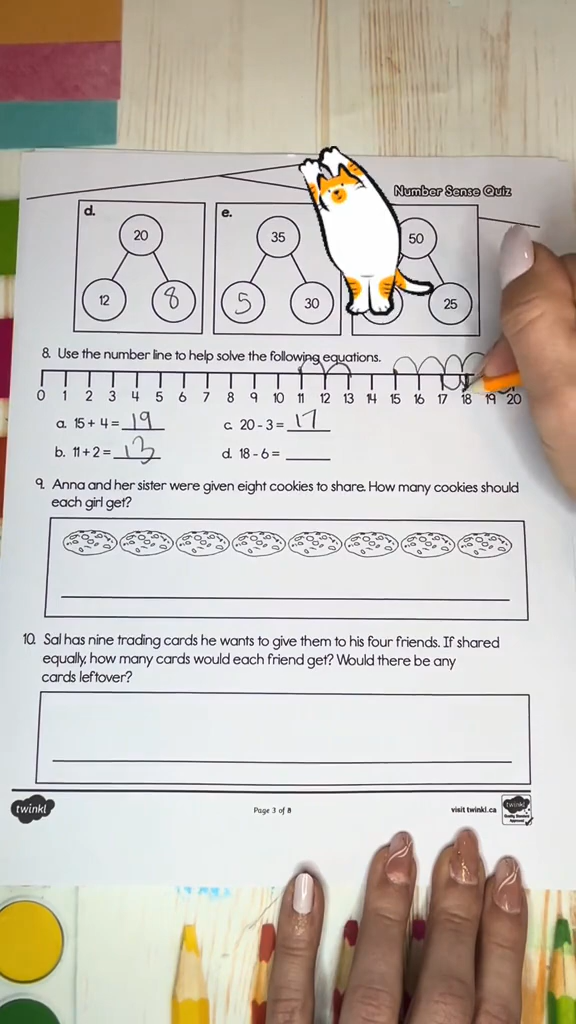 Number Sense Quiz
d. e.
20 35 50
12 8 5 30 25
8. Use the number line to help solve the following equations.
0 1 2 3 4 5 6 7 8 9 10 11 12 13 14 15 16 17 18 19 20
a. 15 + 4 = 19 c. 20 - 3 = 17
b. 11 + 2 = 13 d. 18 - 6 = ____
9. Anna and her sister were given eight cookies to share. How many cookies should
each girl get?
10. Sal has nine trading cards he wants to give them to his four friends. If shared
equally, how many cards would each friend get? Would there be any
cards leftover?
twinkl Page 3 of 8 visit twinkl.ca twinkl
Quality Standard
Approved